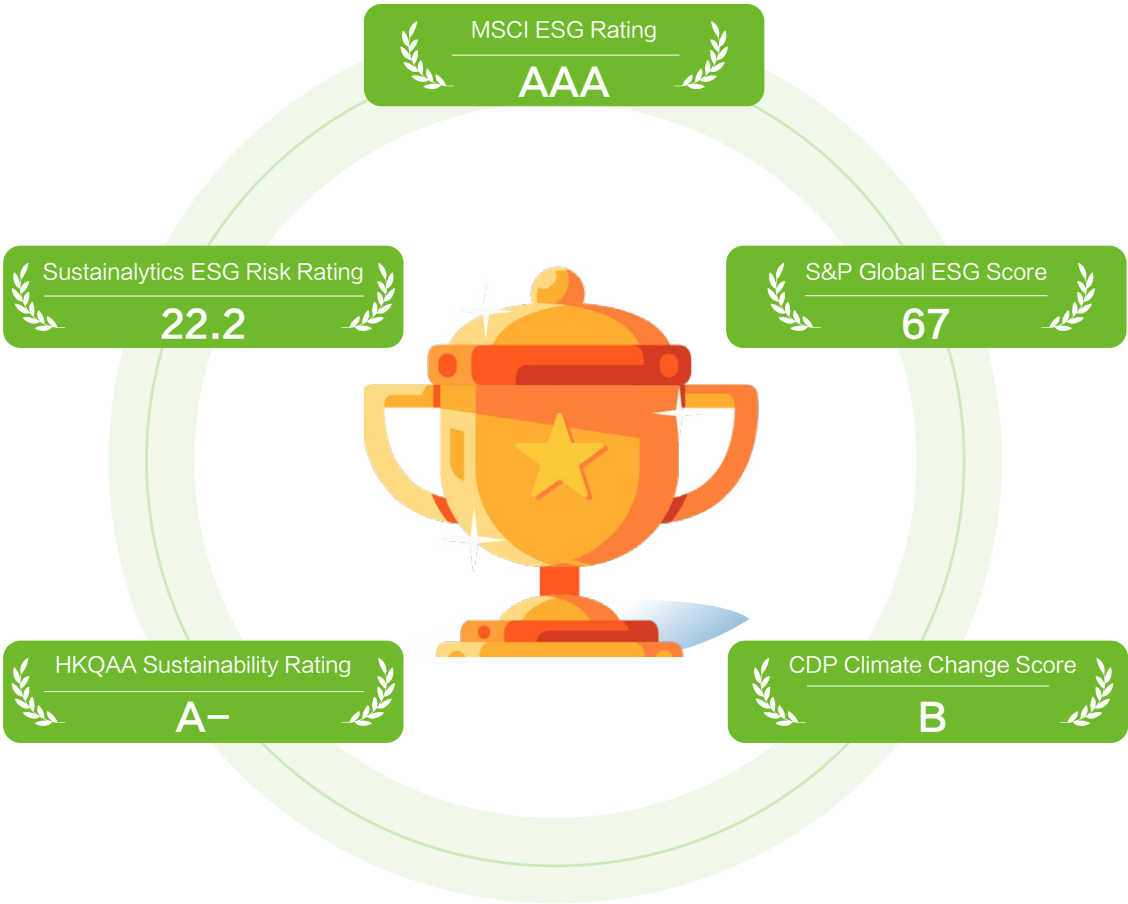 MSCI ESG Rating
AAA
Sustainalytics ESG Risk Rating
22.2
S&P Global ESG Score
67
HKQAA Sustainability Rating
A−
CDP Climate Change Score
B